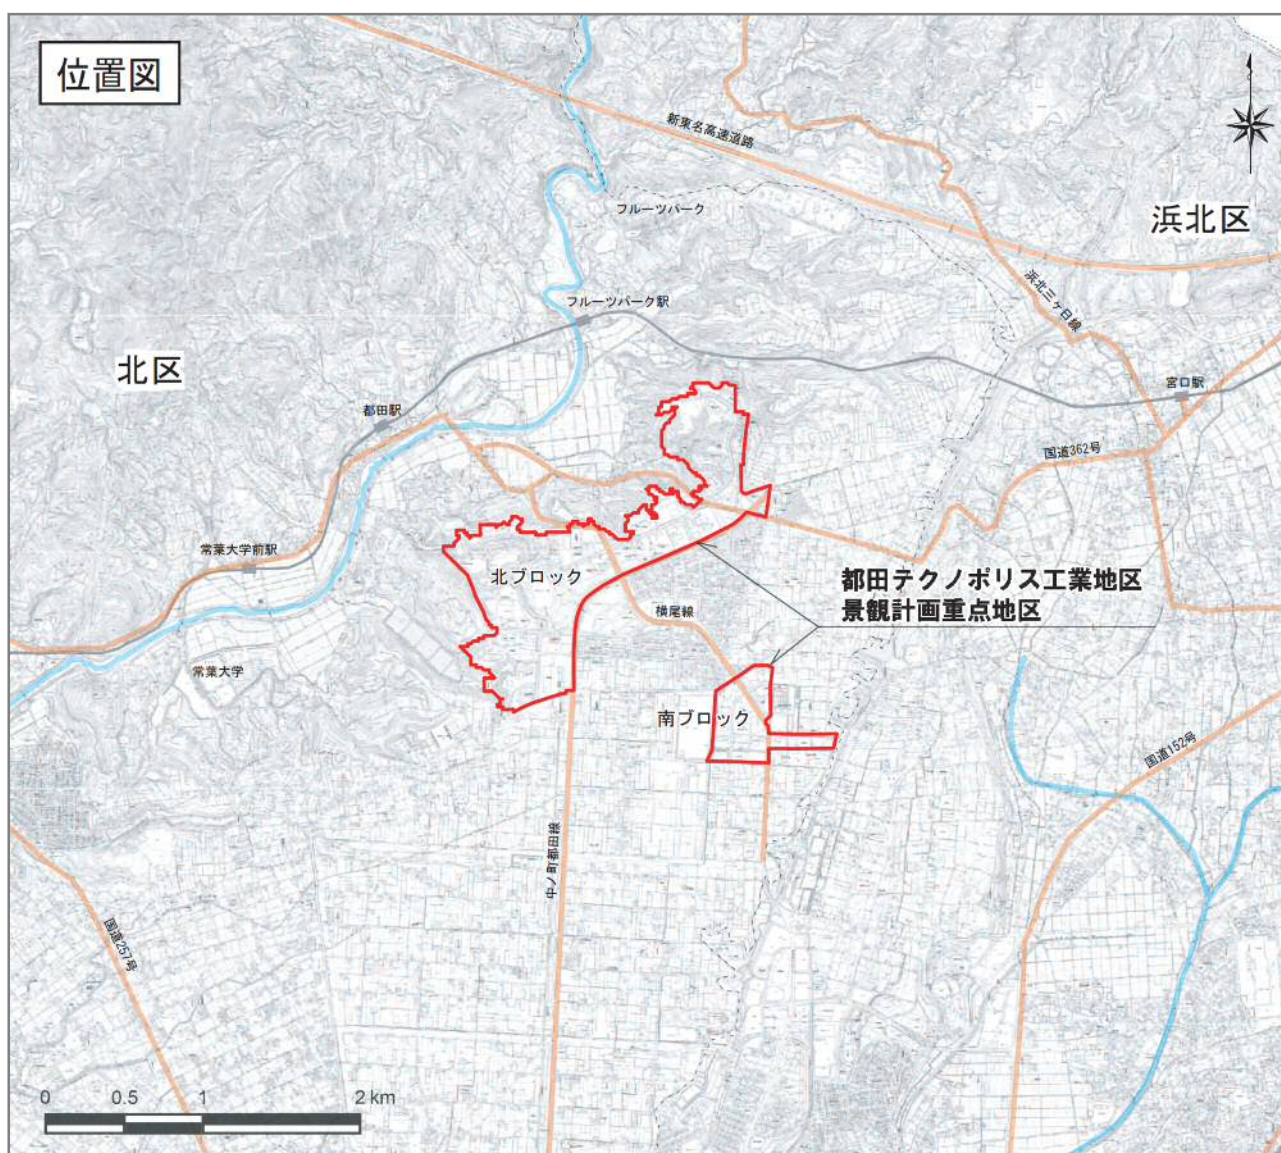 位置図
新東名高速道路
フルーツパーク
浜北区
浜北三ヶ日線
フルーツパーク駅
北区
宮口駅
都田駅
国道362号
常葉大学前駅
北ブロック
都田テクノポリス工業地区
景観計画重点地区
横尾線
常葉大学
南ブロック
国道152号
中ノ町都田線
国道257号
0 0.5 1 2 km